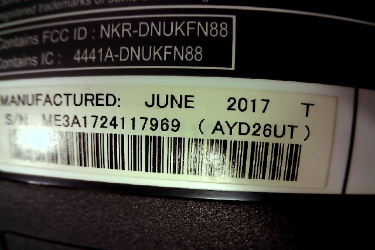 Contains FCC ID : NKR-DNUKFN88
Contains IC : 4441A-DNUKFN88
MANUFACTURED: JUNE 2017 T
S/N. ME3A1724117969 (AYD26UT)